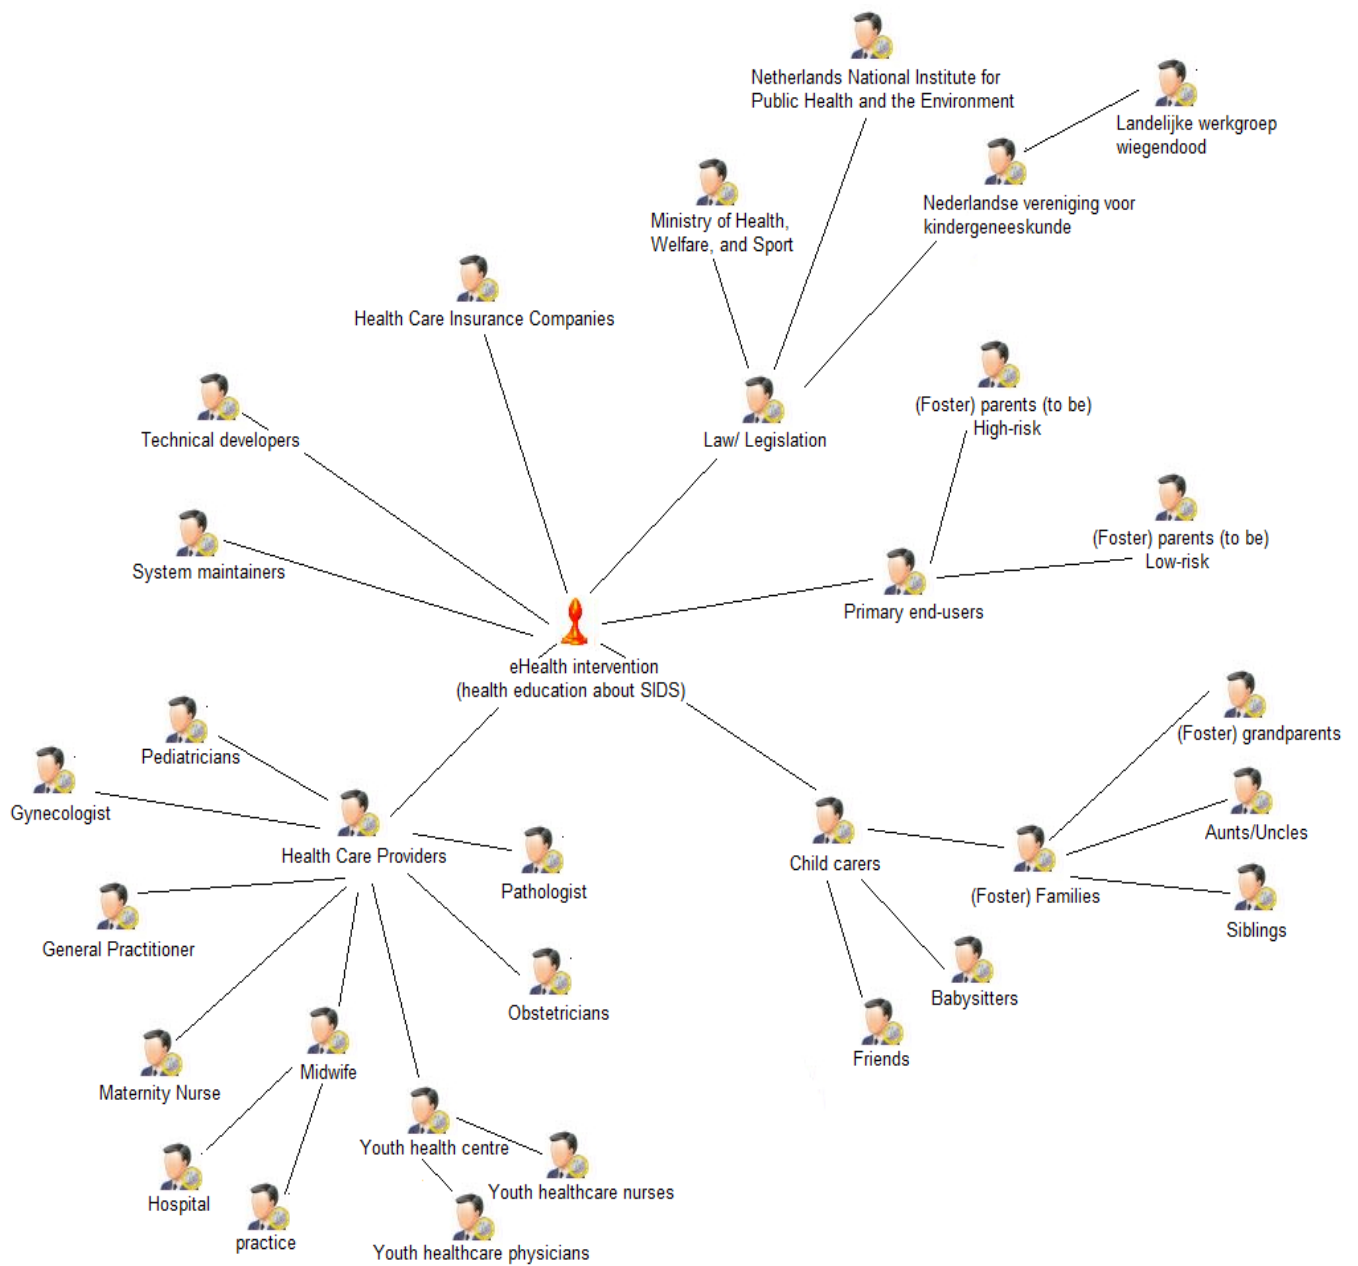 Netherlands National Institute for
Public Health and the Environment
Landelijke werkgroep
wiegendood
Nederlandse vereniging voor
kindergeneeskunde
Ministry of Health,
Welfare, and Sport
Health Care Insurance Companies
(Foster) parents (to be)
High-risk
Technical developers
Law/ Legislation
(Foster) parents (to be)
Low-risk
System maintainers
Primary end-users
eHealth intervention
(health education about SIDS)
(Foster) grandparents
Pediatricians
Gynecologist
Aunts/Uncles
Health Care Providers
Child carers
Pathologist
(Foster) Families
Siblings
General Practitioner
Babysitters
Obstetricians
Friends
Midwife
Maternity Nurse
Youth health centre
Youth healthcare nurses
Hospital
practice
Youth healthcare physicians